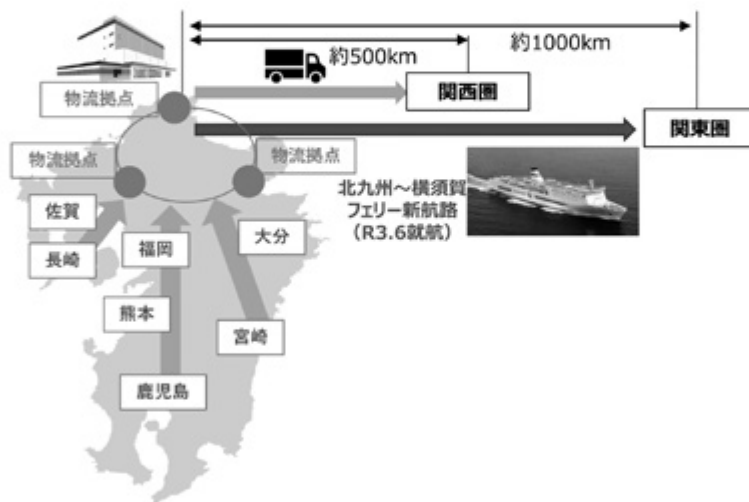 約1000km
約500km
関西圏
物流拠点
関東圏
物流拠点
物流拠点
北九州～横須賀
フェリー新航路
（R3.6就航）
佐賀
大分
福岡
長崎
熊本
宮崎
鹿児島